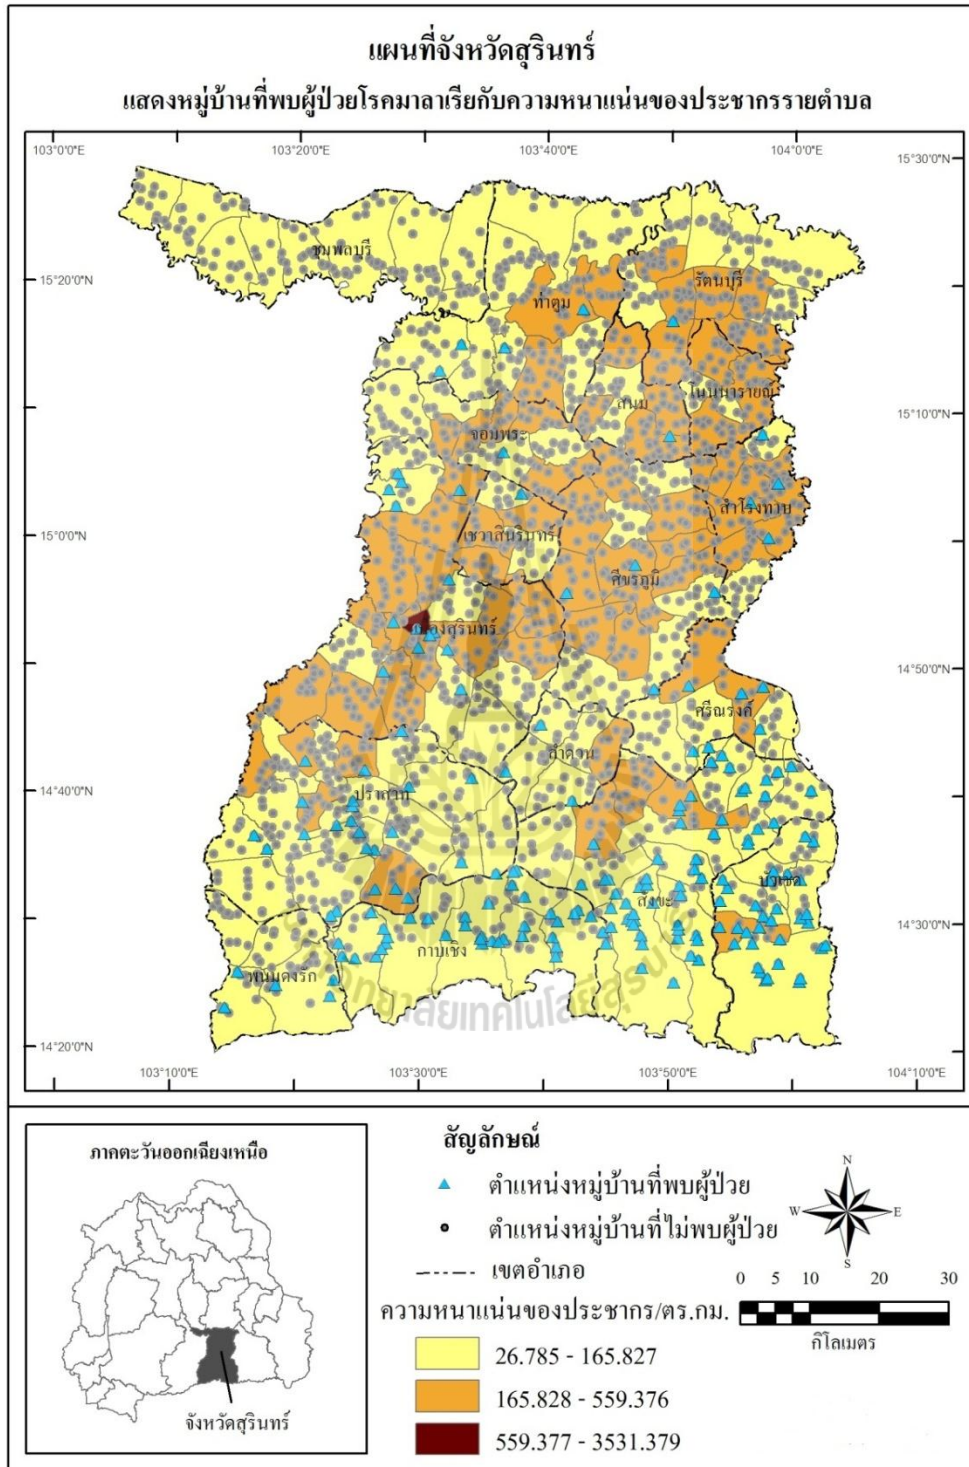 แผนที่จังหวัดสุรินทร์
แสดงหมู่บ้านที่พบผู้ป่วยโรคมาลาเรียกับความหนาแน่นของประชากรรายตำบล
103°0'0"E 103°20'0"E 103°40'0"E 104°0'0"E
15°30'0"N
ชุมพลบุรี
15°20'0"N
รัตนบุรี
ท่าตูม
โนนนารายณ์
สนม
15°10'0"N
จอมพระ
สำโรงทาบ
15°0'0"N
เขวาสินรินทร์
ศีขรภูมิ
เมืองสุรินทร์
14°50'0"N
ศรีณรงค์
ลำดวน
14°40'0"N
ปราสาท
บัวเชด
สังขะ
14°30'0"N
กาบเชิง
พนมดงรัก
ยาลัยเทคโนโลยีสุร
14°20'0"N
103°10'0"E 103°30'0"E 103°50'0"E 104°10'0"E
ภาคตะวันออกเฉียงเหนือ
จังหวัดสุรินทร์
สัญลักษณ์
ตำแหน่งหมู่บ้านที่พบผู้ป่วย
ตำแหน่งหมู่บ้านที่ไม่พบผู้ป่วย
เขตอำเภอ
ความหนาแน่นของประชากร/ตร.กม.
26.785 - 165.827
165.828 - 559.376
559.377 - 3531.379
N
W E
S
0 5 10 20 30
กิโลเมตร